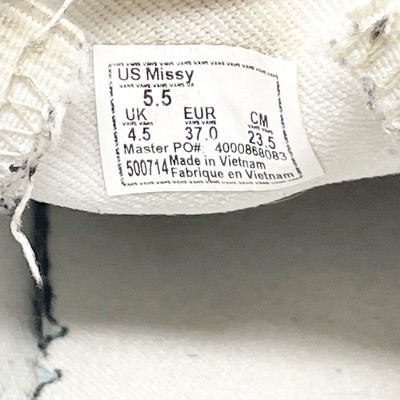 US Missy
5.5
UK EUR CM
4.5 37.0 23.5
Master PO#: 4000868083
500714 Made in Vietnam
Fabrique en Vietnam